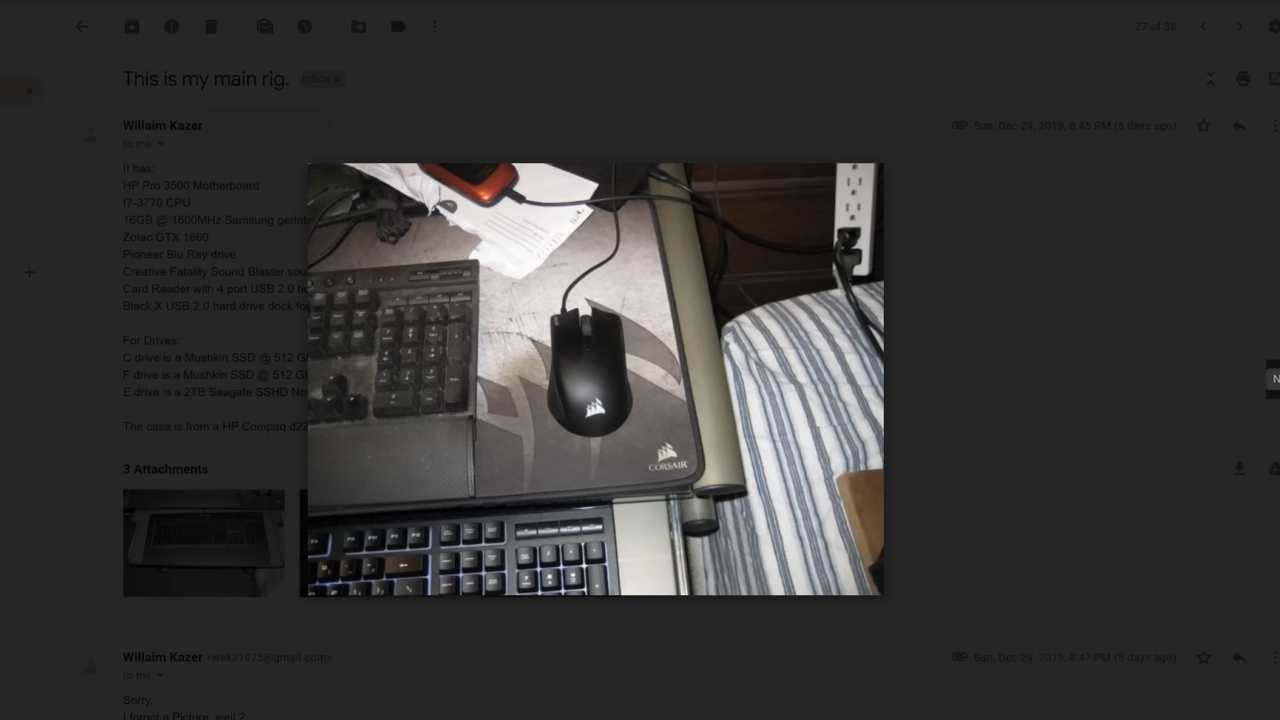 27 of 36
This is my main rig. Inbox x
9
Willaim Kazer
Sun, Dec 29, 2019, 8:45 PM (5 days ago)
to me
It has:
HP Pro 3500 Motherboard
I7-3770 CPU
16GB @ 1600MHz Samsung
Zotac GTX 1660
Pioneer Blu Ray drive
Creative Fatality Sound Blaster
Card Reader with 4 port USB 2.0
Black X USB 2.0 hard drive dock
For Drives:
C drive is a Mushkin SSD @ 512
F drive is a Mushkin SSD @ 512
E drive is a 2TB Seagate SSHD
The case is from a HP Compaq
CORSAIR
3 Attachments
Willaim Kazer <wek31975@gmail.com>
Sun, Dec 29, 2019, 8:47 PM (5 days ago)
to me
Sorry,
I forgot a Picture, well 2